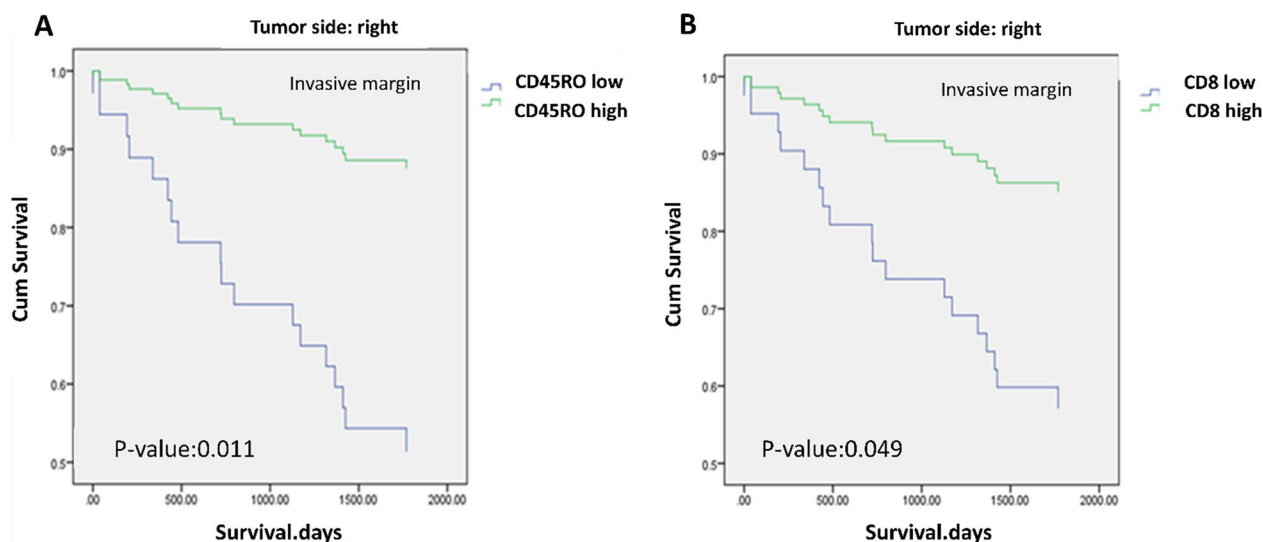 A
Tumor side: right
Invasive margin
CD45RO low
CD45RO high
1.0
0.9
0.8
0.7
0.6
0.5
Cum Survival
P-value:0.011
.00 500.00 1000.00 1500.00 2000.00
Survival.days
B
Tumor side: right
Invasive margin
CD8 low
CD8 high
1.0
0.9
0.8
0.7
0.6
0.5
Cum Survival
P-value:0.049
.00 500.00 1000.00 1500.00 2000.00
Survival.days